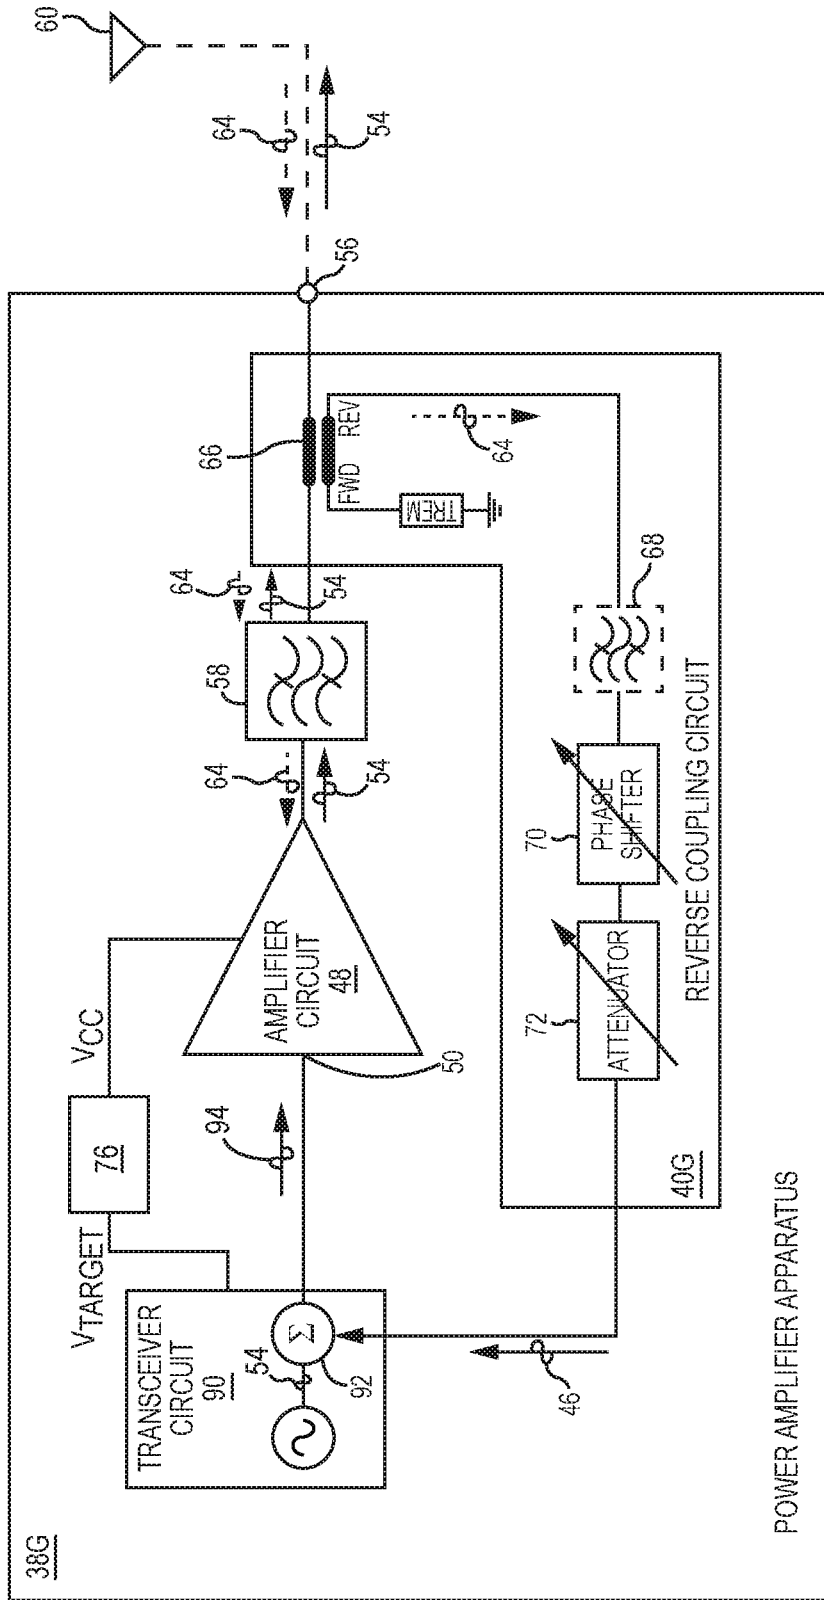 38G
TRANSCEIVER
CIRCUIT
90
54
Σ
92
46
VTARGET
76
VCC
94
50
AMPLIFIER
CIRCUIT
48
64
54
58
64
54
66
FWD
REV
TREM
64
56
64
54
60
68
PHASE
SHIFTER
70
ATTENUATOR
72
REVERSE COUPLING CIRCUIT
40G
POWER AMPLIFIER APPARATUS